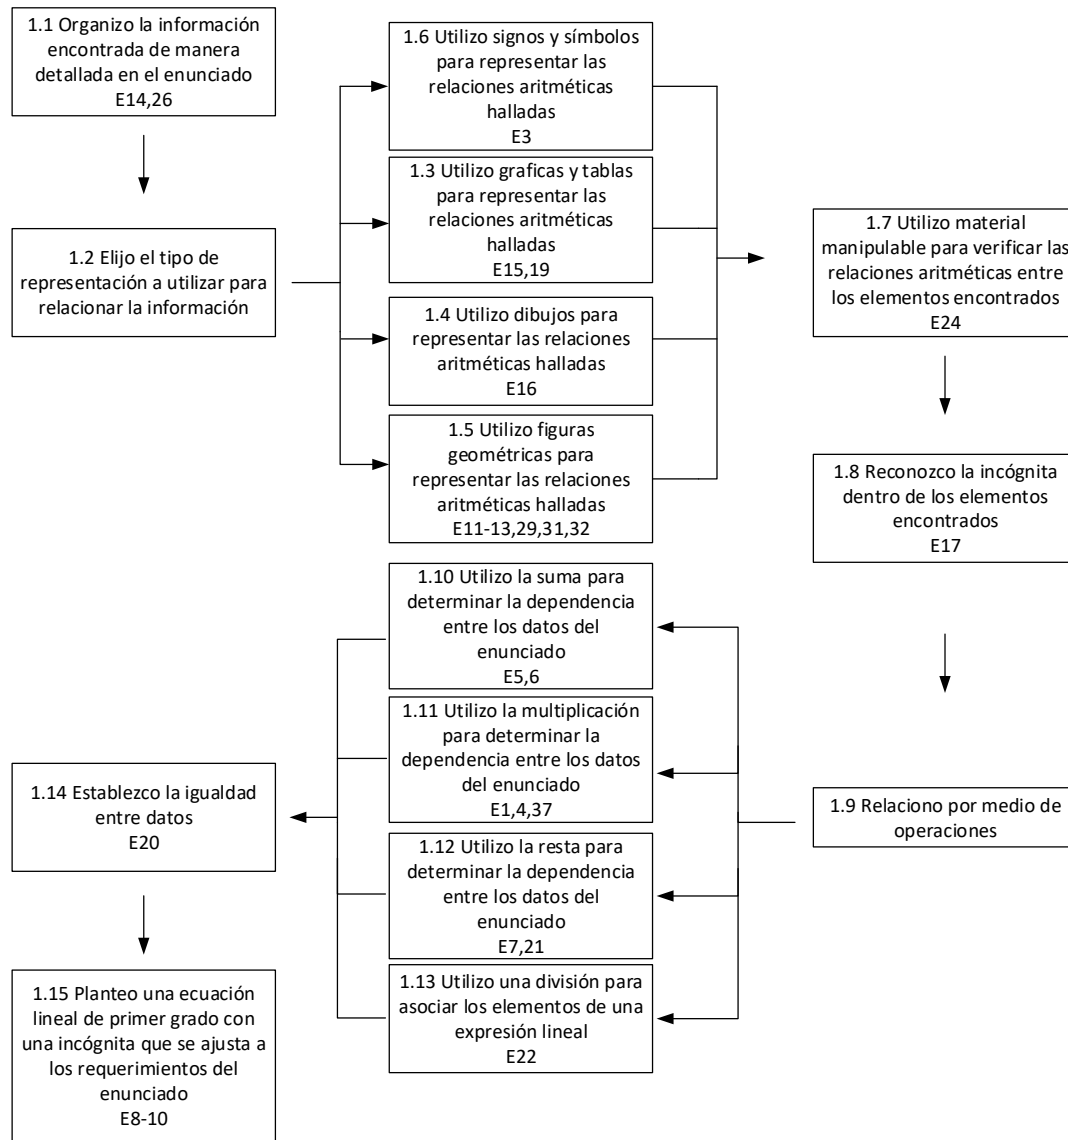 1.1 Organizo la información
encontrada de manera
detallada en el enunciado
E14,26
1.2 Elijo el tipo de
representación a utilizar para
relacionar la información
1.6 Utilizo signos y símbolos
para representar las
relaciones aritméticas
halladas
E3
1.3 Utilizo graficas y tablas
para representar las
relaciones aritméticas
halladas
E15,19
1.4 Utilizo dibujos para
representar las relaciones
aritméticas halladas
E16
1.5 Utilizo figuras
geométricas para
representar las relaciones
aritméticas halladas
E11-13,29,31,32
1.7 Utilizo material
manipulable para verificar las
relaciones aritméticas entre
los elementos encontrados
E24
1.8 Reconozco la incógnita
dentro de los elementos
encontrados
E17
1.9 Relaciono por medio de
operaciones
1.10 Utilizo la suma para
determinar la dependencia
entre los datos del
enunciado
E5,6
1.11 Utilizo la multiplicación
para determinar la
dependencia entre los datos
del enunciado
E1,4,37
1.12 Utilizo la resta para
determinar la dependencia
entre los datos del
enunciado
E7,21
1.13 Utilizo una división para
asociar los elementos de una
expresión lineal
E22
1.14 Establezco la igualdad
entre datos
E20
1.15 Planteo una ecuación
lineal de primer grado con
una incógnita que se ajusta a
los requerimientos del
enunciado
E8-10